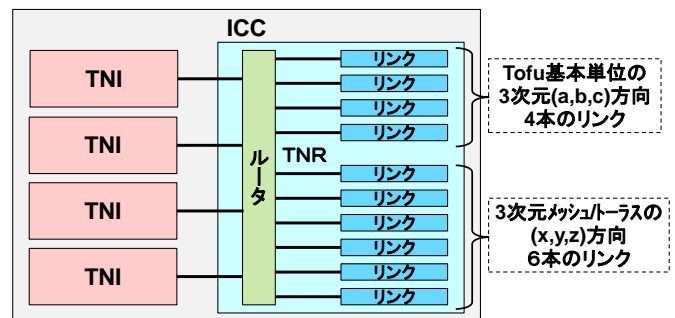 ICC
TNI
TNI
TNI
TNI
ルータ
TNR
リンク
リンク
リンク
リンク
リンク
リンク
リンク
リンク
リンク
リンク
Tofu基本単位の
3次元(a,b,c)方向
4本のリンク
3次元メッシュ/トーラスの
(x,y,z)方向
6本のリンク